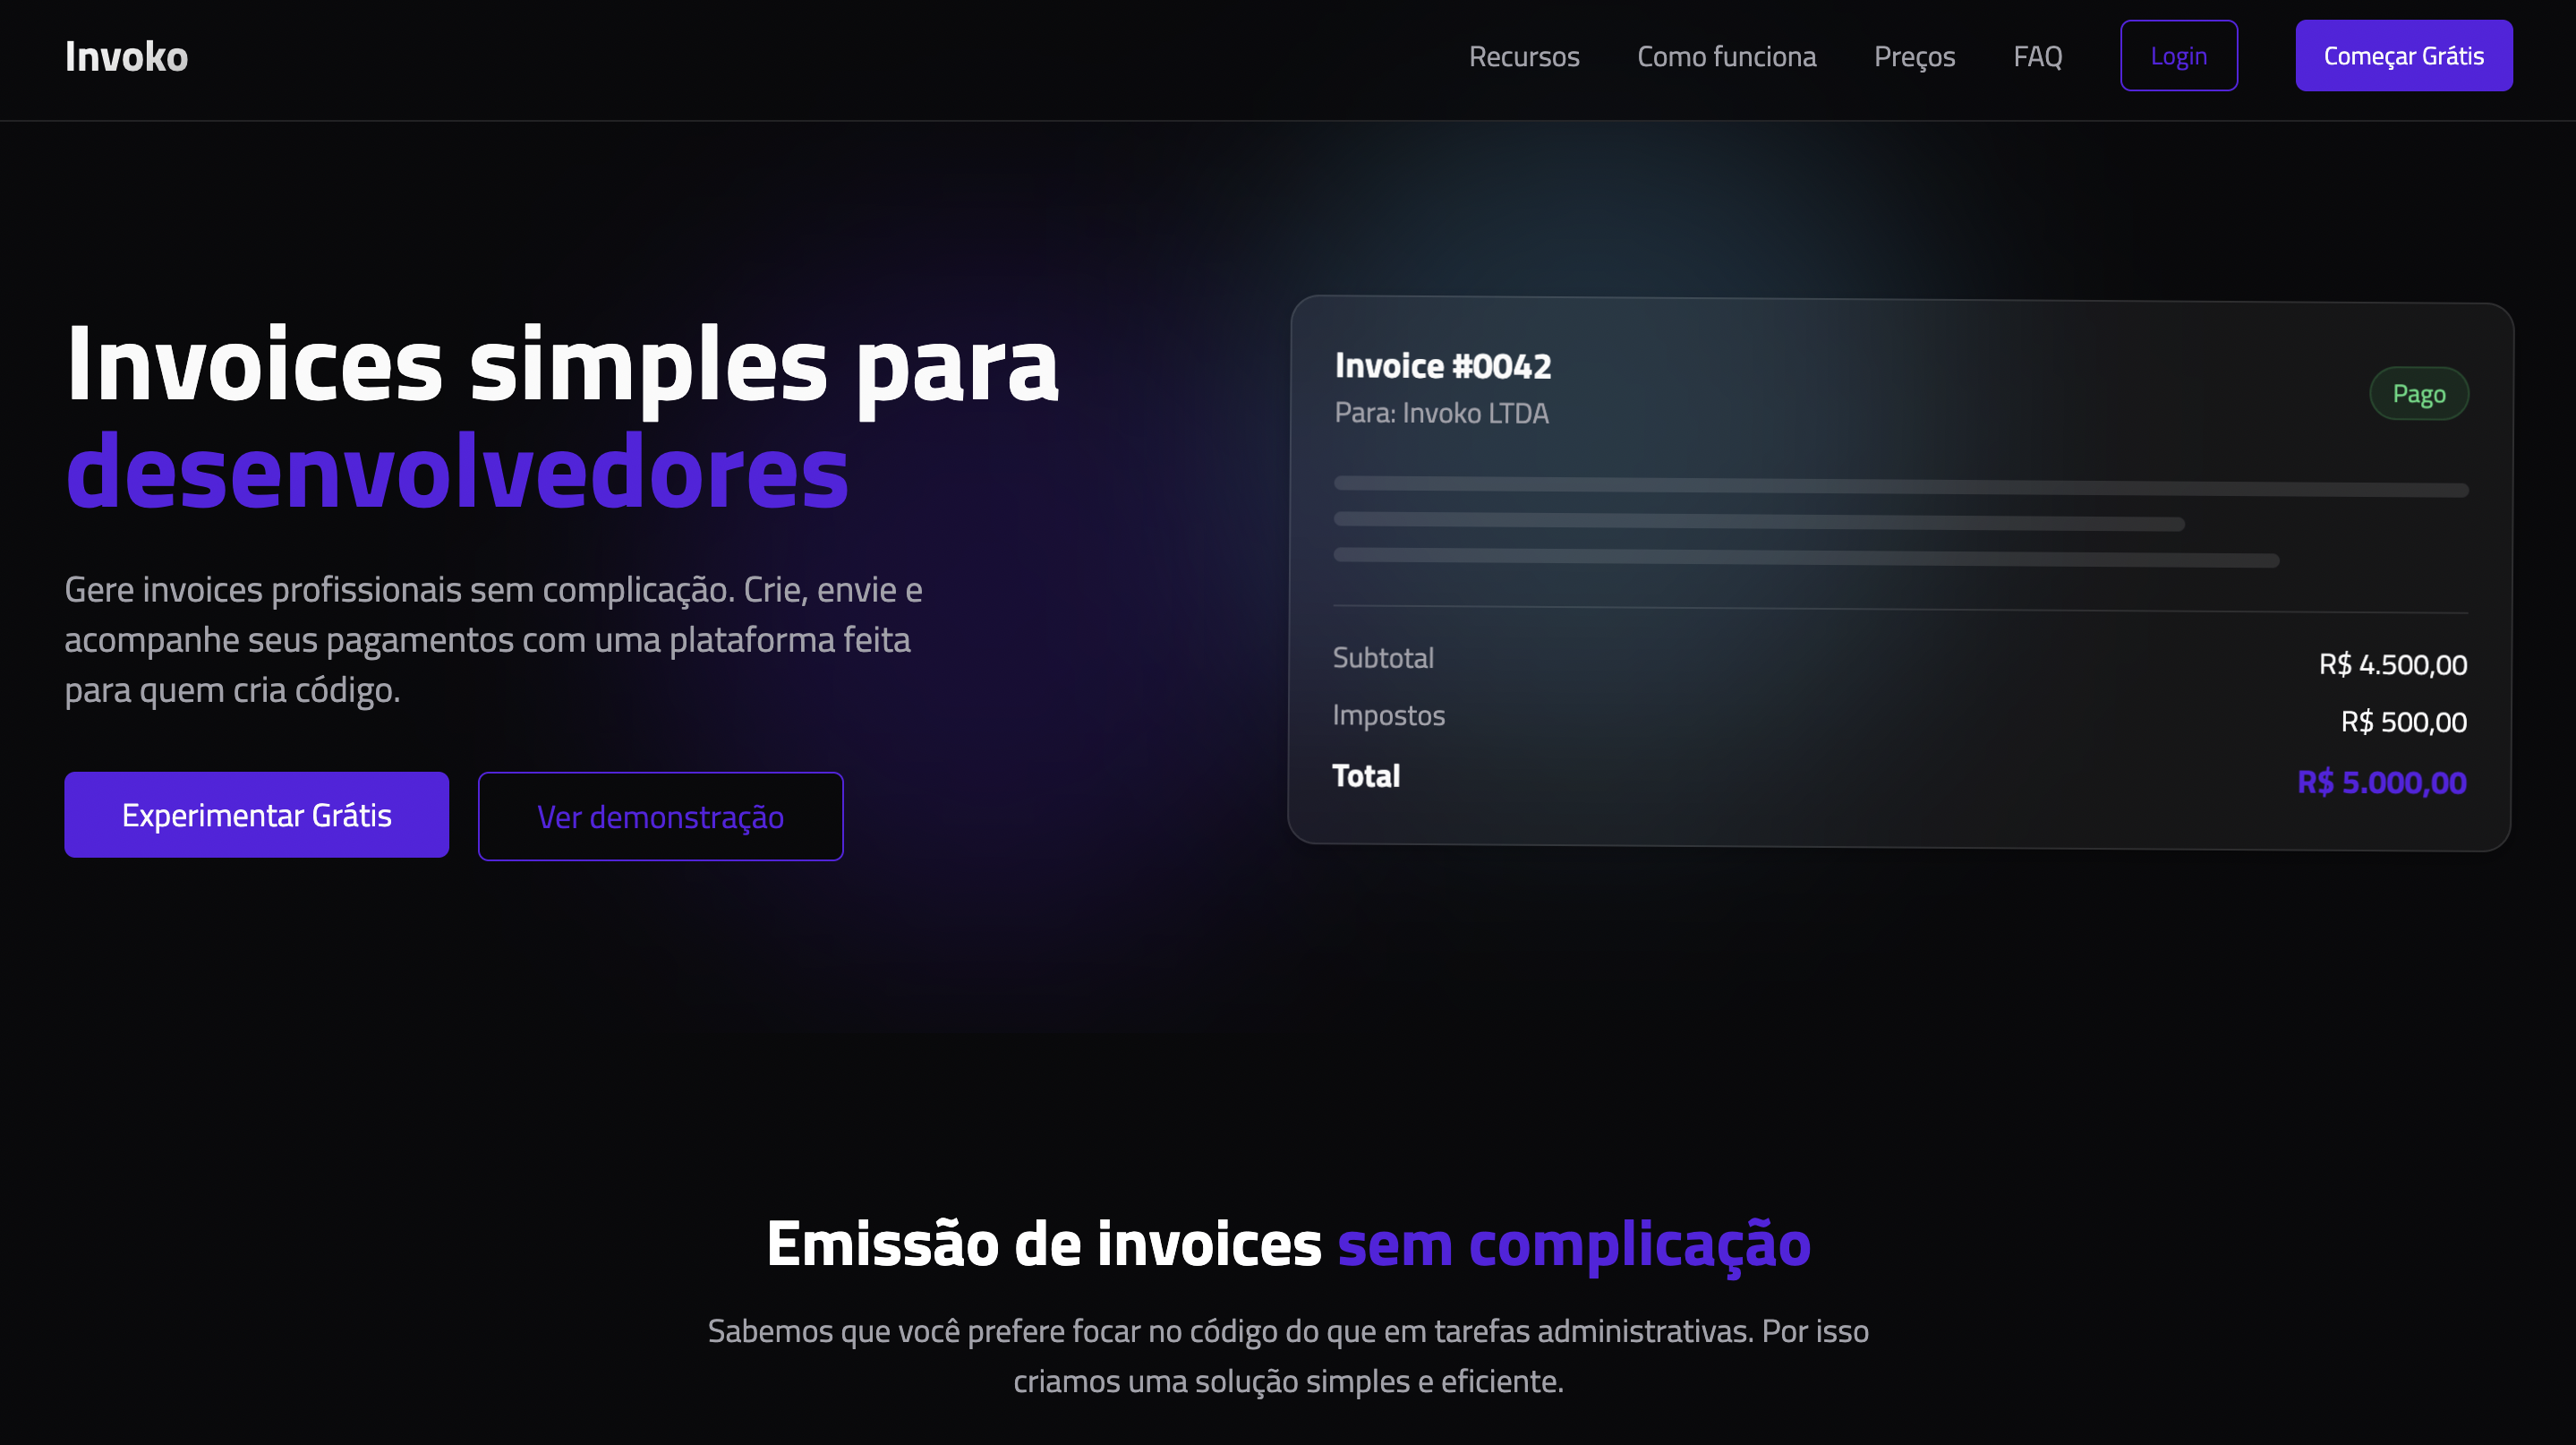 Invoko
Recursos
Como funciona
Preços
FAQ
Login
Começar Grátis
Invoices simples para
desenvolvedores
Gere invoices profissionais sem complicação. Crie, envie e
acompanhe seus pagamentos com uma plataforma feita
para quem cria código.
Experimentar Grátis
Ver demonstração
Invoice #0042
Para: Invoko LTDA
Pago
Subtotal R$ 4.500,00
Impostos R$ 500,00
Total R$ 5.000,00
Emissão de invoices sem complicação
Sabemos que você prefere focar no código do que em tarefas administrativas. Por isso
criamos uma solução simples e eficiente.